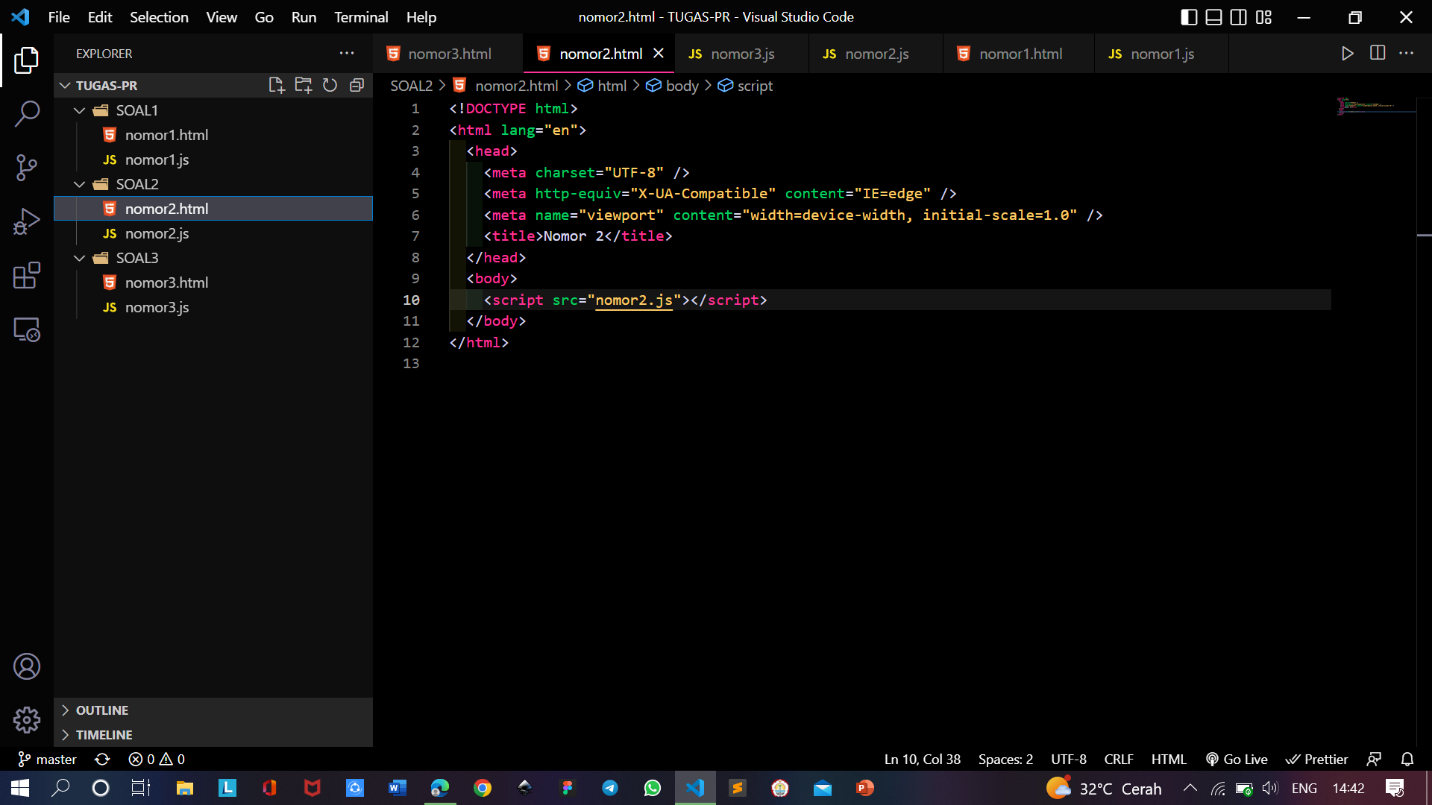 File Edit Selection View Go Run Terminal Help
nomor2.html - TUGAS-PR - Visual Studio Code
EXPLORER
nomor3.html
nomor2.html
JS nomor3.js
JS nomor2.js
nomor1.html
JS nomor1.js
TUGAS-PR
SOAL1
nomor1.html
JS nomor1.js
SOAL2
nomor2.html
JS nomor2.js
SOAL3
nomor3.html
JS nomor3.js
SOAL2 > nomor2.html > html > body > script
1 <!DOCTYPE html>
2 <html lang="en">
3 <head>
4 <meta charset="UTF-8" />
5 <meta http-equiv="X-UA-Compatible" content="IE=edge" />
6 <meta name="viewport" content="width=device-width, initial-scale=1.0" />
7 <title>Nomor 2</title>
8 </head>
9 <body>
10 <script src="nomor2.js"></script>
11 </body>
12 </html>
13
OUTLINE
TIMELINE
master 0 0 Ln 10, Col 38 Spaces: 2 UTF-8 CRLF HTML Go Live Prettier
32°C Cerah ENG 14:42